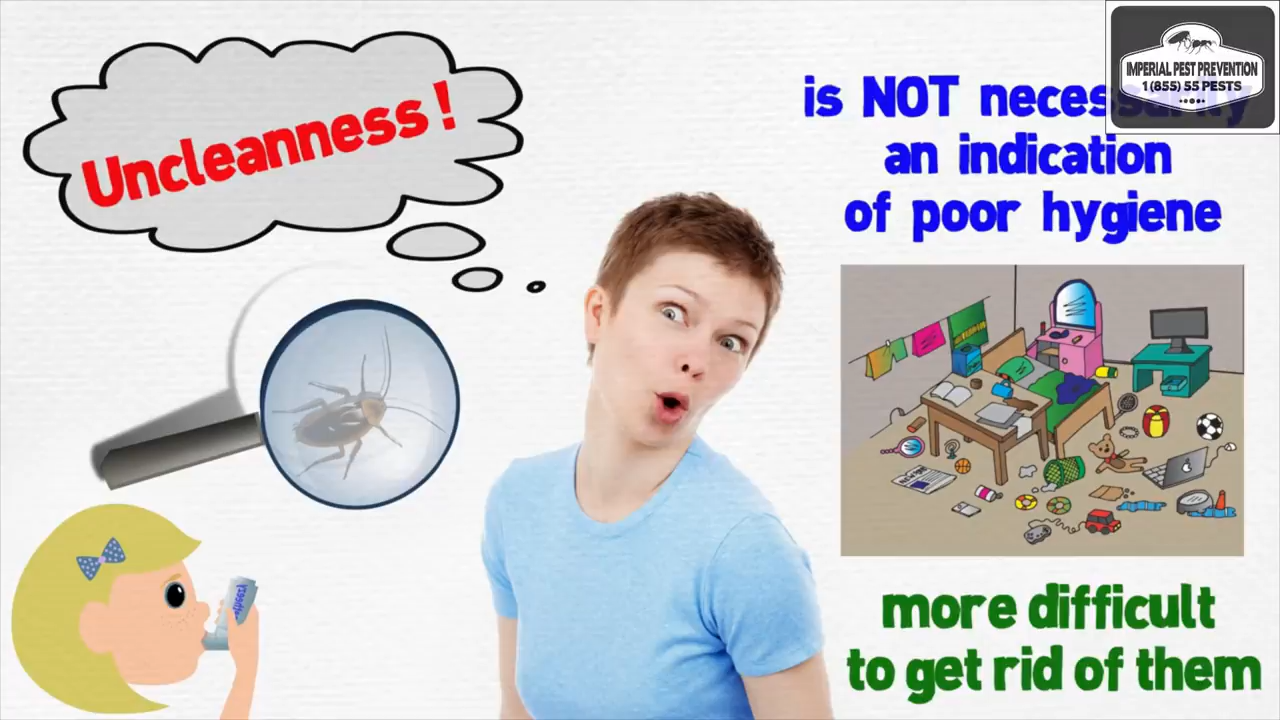 Uncleanness!
is NOT necessarily
an indication
of poor hygiene
IMPERIAL PEST PREVENTION
1 (855) 55 PESTS
more difficult
to get rid of them